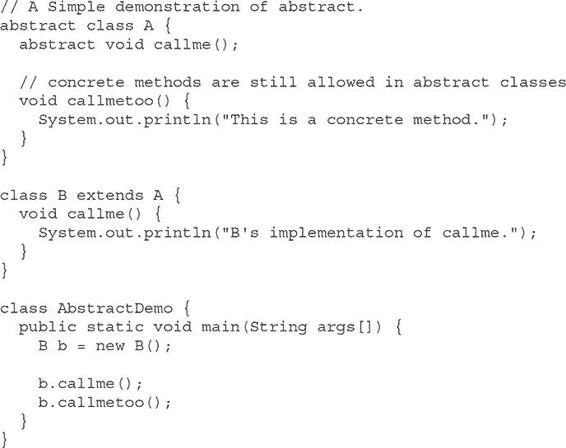 // A Simple demonstration of abstract.
abstract class A {
  abstract void callme();

  // concrete methods are still allowed in abstract classes
  void callmetoo() {
    System.out.println("This is a concrete method.");
  }
}

class B extends A {
  void callme() {
    System.out.println("B's implementation of callme.");
  }
}

class AbstractDemo {
  public static void main(String args[]) {
    B b = new B();

    b.callme();
    b.callmetoo();
  }
}